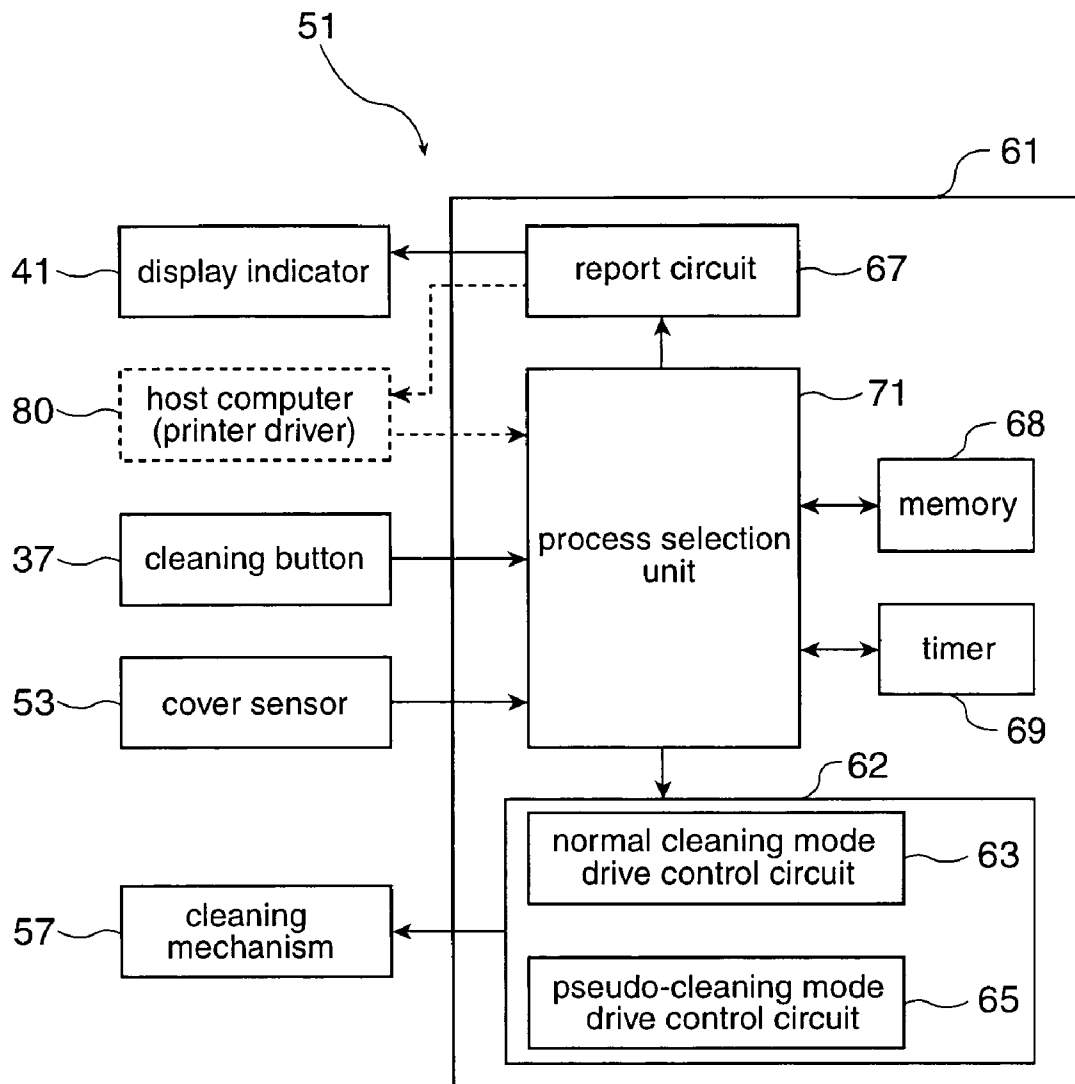 51
61
41
display indicator
report circuit
67
80
host computer
(printer driver)
71
68
memory
37
cleaning button
process selection
unit
53
cover sensor
timer
69
62
normal cleaning mode
drive control circuit
63
57
cleaning
mechanism
pseudo-cleaning mode
drive control circuit
65